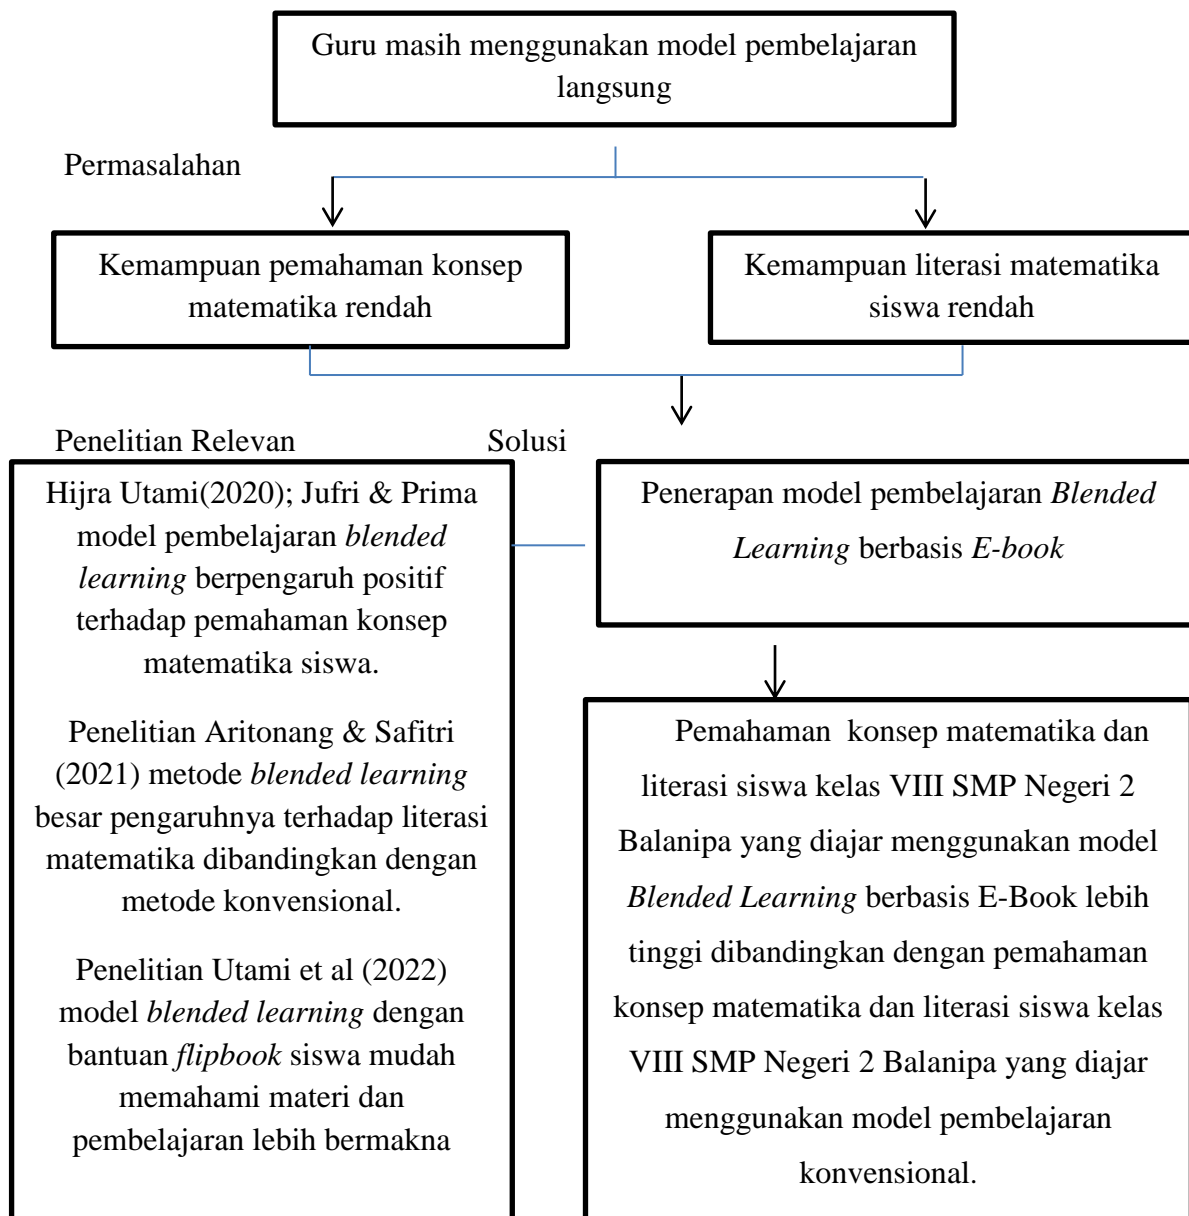 Guru masih menggunakan model pembelajaran
langsung
Permasalahan
Kemampuan pemahaman konsep
matematika rendah
Kemampuan literasi matematika
siswa rendah
Penelitian Relevan
Solusi
Hijra Utami(2020); Jufri & Prima
model pembelajaran blended
learning berpengaruh positif
terhadap pemahaman konsep
matematika siswa.
Penelitian Aritonang & Safitri
(2021) metode blended learning
besar pengaruhnya terhadap literasi
matematika dibandingkan dengan
metode konvensional.
Penelitian Utami et al (2022)
model blended learning dengan
bantuan flipbook siswa mudah
memahami materi dan
pembelajaran lebih bermakna
Penerapan model pembelajaran Blended
Learning berbasis E-book
Pemahaman konsep matematika dan
literasi siswa kelas VIII SMP Negeri 2
Balanipa yang diajar menggunakan model
Blended Learning berbasis E-Book lebih
tinggi dibandingkan dengan pemahaman
konsep matematika dan literasi siswa kelas
VIII SMP Negeri 2 Balanipa yang diajar
menggunakan model pembelajaran
konvensional.